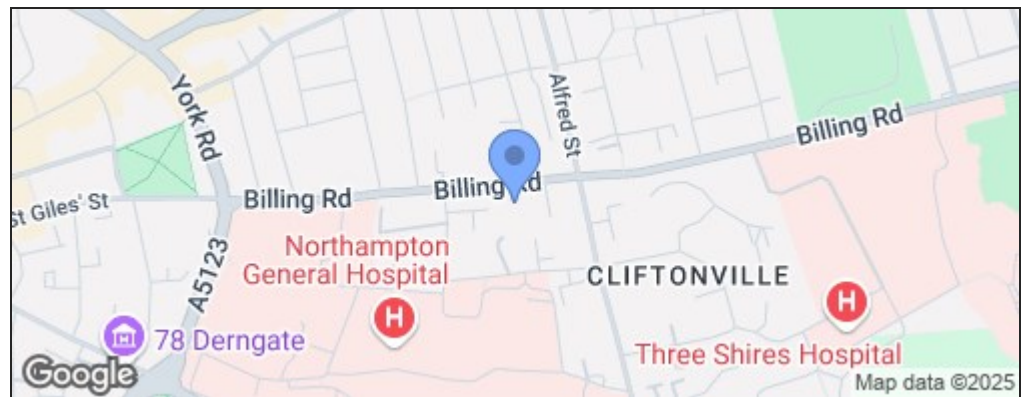 York Rd
Alfred St
Billing Rd
Billing Rd
Billing Rd
St Giles' St
A5123
Northampton
General Hospital
CLIFTONVILLE
H
H
78 Derngate
Three Shires Hospital
Google
Map data ©2025